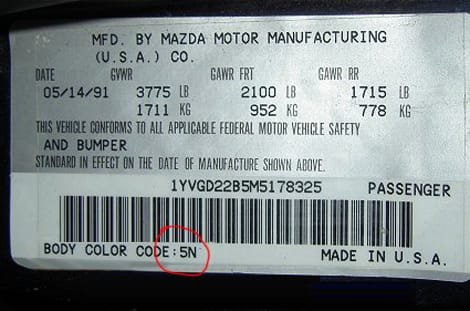 MFD. BY MAZDA MOTOR MANUFACTURING
(U.S.A.) CO.
DATE GVWR GAWR FRT GAWR RR
05/14/91 3775 LB 2100 LB 1715 LB
1711 KG 952 KG 778 KG
THIS VEHICLE CONFORMS TO ALL APPLICABLE FEDERAL MOTOR VEHICLE SAFETY
AND BUMPER
STANDARD IN EFFECT ON THE DATE OF MANUFACTURE SHOWN ABOVE.
1YVGD22B5M5178325 PASSENGER
BODY COLOR CODE:5N MADE IN U.S.A.